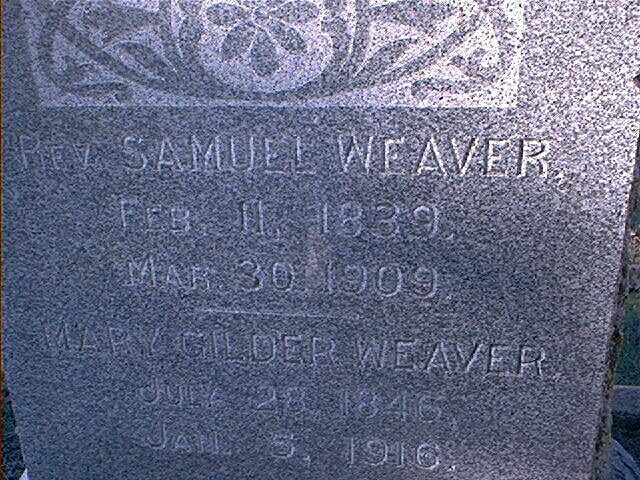 REV. SAMUEL WEAVER,
FEB. 11, 1839.
MAR. 30, 1909.
MARY GILDER WEAVER,
JULY 28, 1846,
JAN. 5, 1916.